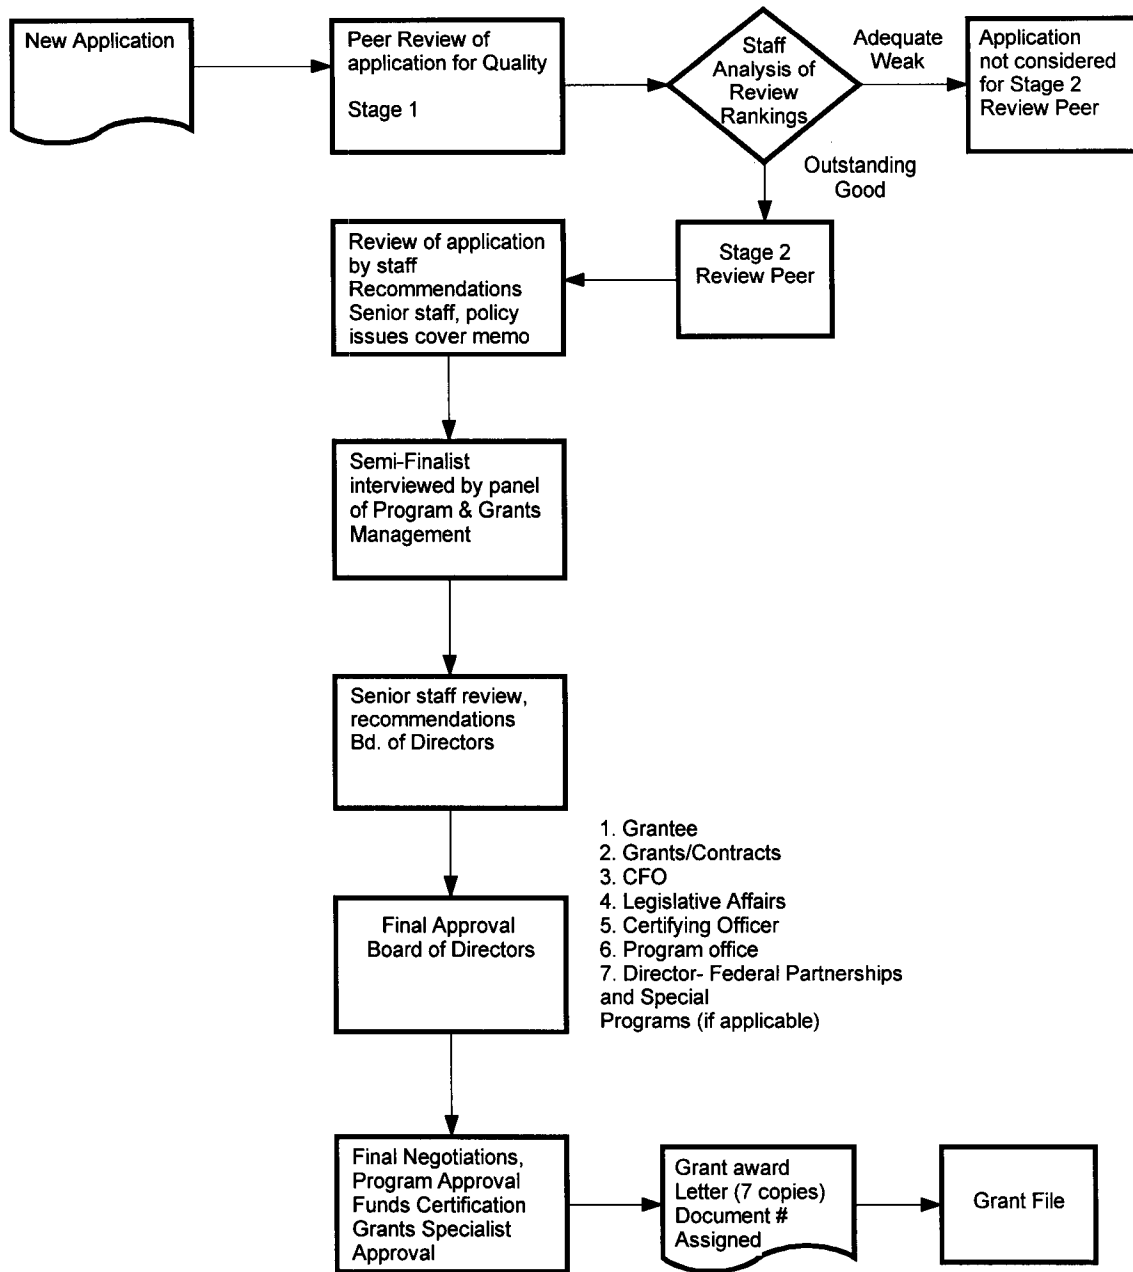 New Application
Peer Review of
application for Quality
Stage 1
Staff
Analysis of
Review
Rankings
Adequate
Weak
Application
not considered
for Stage 2
Review Peer
Outstanding
Good
Stage 2
Review Peer
Review of application
by staff
Recommendations
Senior staff, policy
issues cover memo
Semi-Finalist
interviewed by panel
of Program & Grants
Management
Senior staff review,
recommendations
Bd. of Directors
1. Grantee
2. Grants/Contracts
3. CFO
4. Legislative Affairs
5. Certifying Officer
6. Program office
7. Director- Federal Partnerships
and Special
Programs (if applicable)
Final Approval
Board of Directors
Final Negotiations,
Program Approval
Funds Certification
Grants Specialist
Approval
Grant award
Letter (7 copies)
Document #
Assigned
Grant File